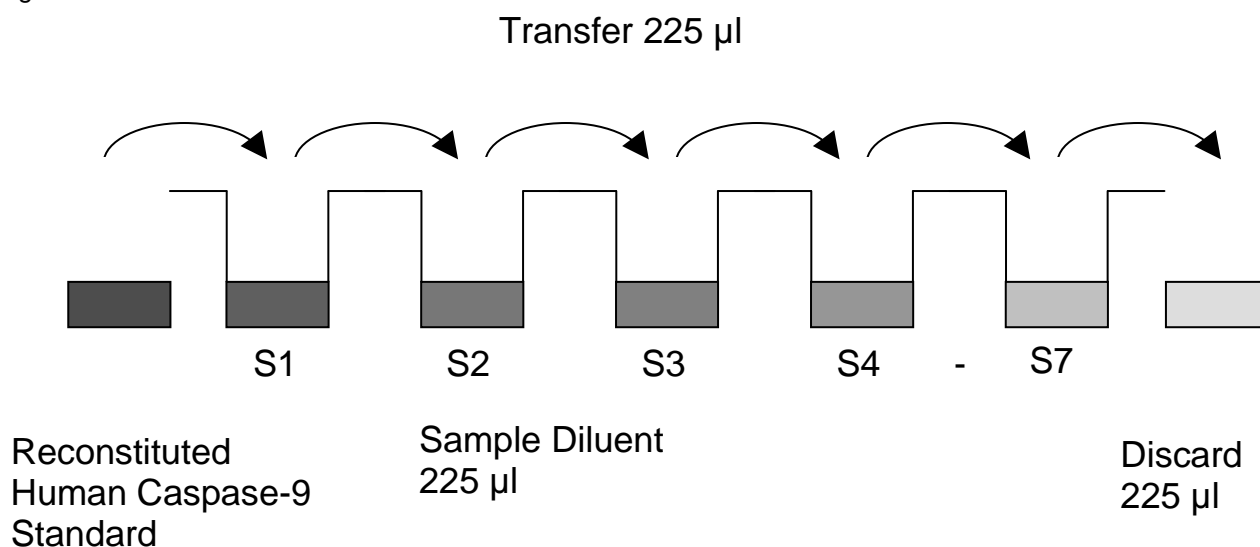 Transfer 225 µl
S1 S2 S3 S4 - S7
Reconstituted
Human Caspase-9
Standard
Sample Diluent
225 µl
Discard
225 µl